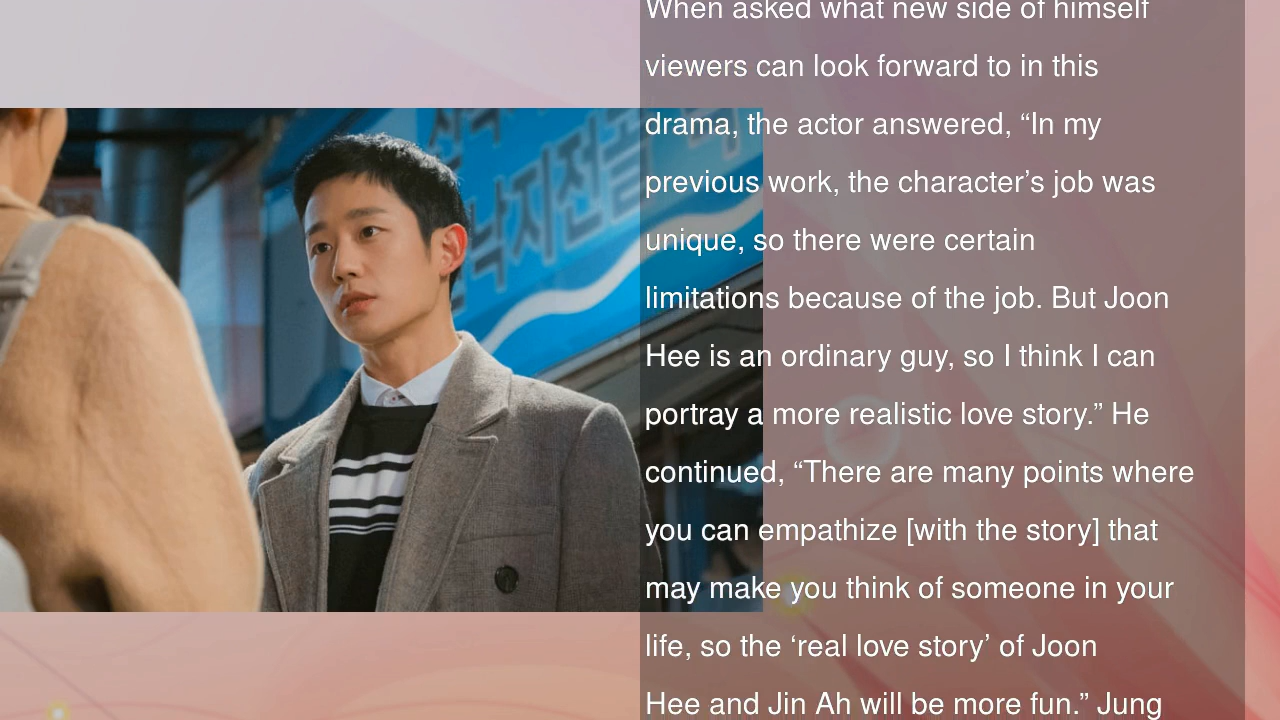 When asked what new side of himself
viewers can look forward to in this
drama, the actor answered, “In my
previous work, the character’s job was
unique, so there were certain
limitations because of the job. But Joon
Hee is an ordinary guy, so I think I can
portray a more realistic love story.” He
continued, “There are many points where
you can empathize [with the story] that
may make you think of someone in your
life, so the ‘real love story’ of Joon
Hee and Jin Ah will be more fun.” Jung
낙지전골